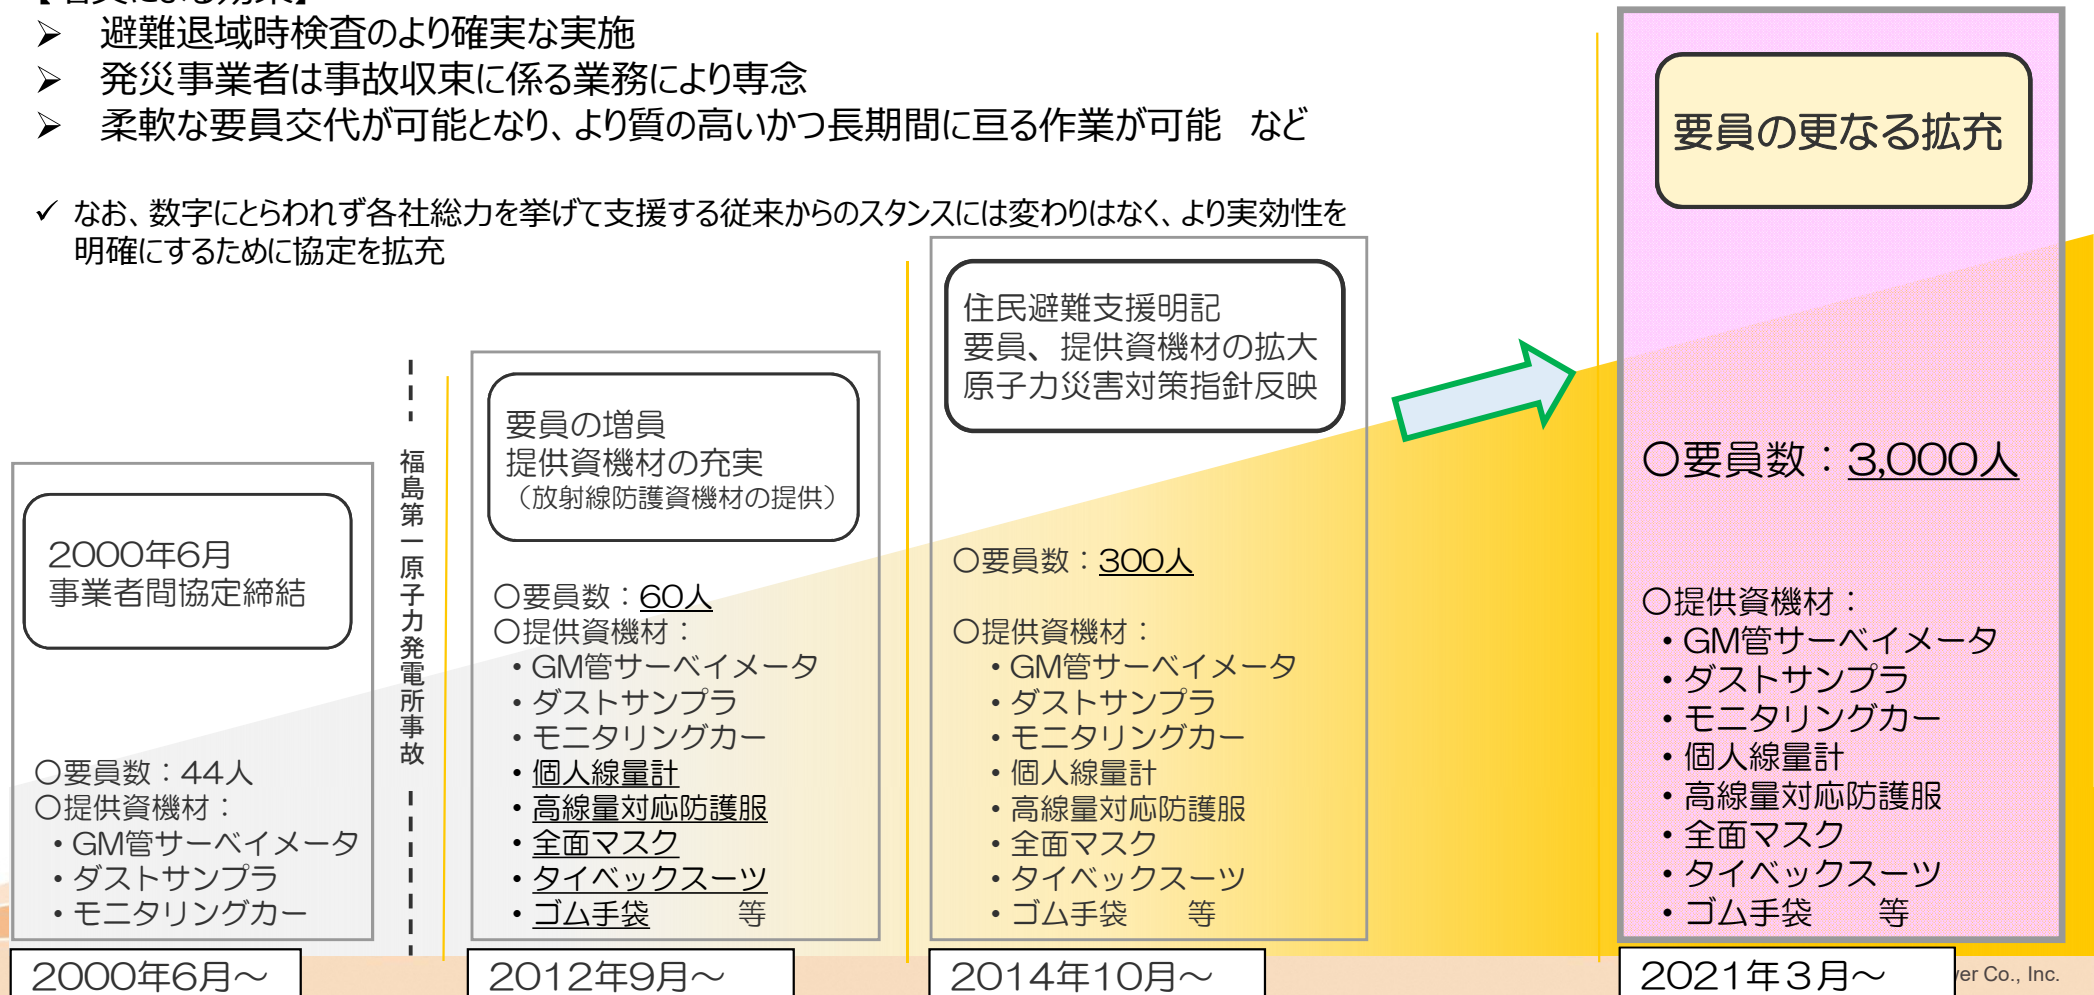 ➢ 避難退域時検査のより確実な実施
➢ 発災事業者は事故収束に係る業務により専念
➢ 柔軟な要員交代が可能となり、より質の高いかつ長期間に亘る作業が可能 など
✓ なお、数字にとらわれず各社総力を挙げて支援する従来からのスタンスには変わりはなく、より実効性を
明確にするために協定を拡充
2000年6月
事業者間協定締結
〇要員数：44人
〇提供資機材：
・GM管サーベイメータ
・ダストサンプラ
・モニタリングカー
2000年6月～
福島第一原子力発電所事故
要員の増員
提供資機材の充実
（放射線防護資機材の提供）
〇要員数：60人
〇提供資機材：
・GM管サーベイメータ
・ダストサンプラ
・モニタリングカー
・個人線量計
・高線量対応防護服
・全面マスク
・タイベックスーツ
・ゴム手袋 等
2012年9月～
住民避難支援明記
要員、提供資機材の拡大
原子力災害対策指針反映
〇要員数：300人
〇提供資機材：
・GM管サーベイメータ
・ダストサンプラ
・モニタリングカー
・個人線量計
・高線量対応防護服
・全面マスク
・タイベックスーツ
・ゴム手袋 等
2014年10月～
要員の更なる拡充
〇要員数：3,000人
〇提供資機材：
・GM管サーベイメータ
・ダストサンプラ
・モニタリングカー
・個人線量計
・高線量対応防護服
・全面マスク
・タイベックスーツ
・ゴム手袋 等
2021年３月～
Co., Inc.